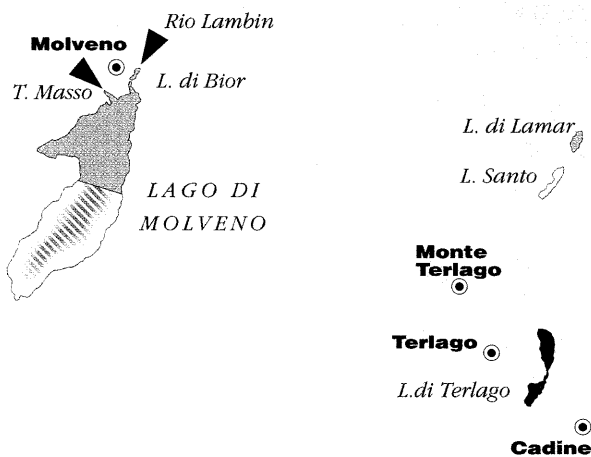 Rio Lambin
Molveno
T. Masso
L. di Bior
LAGO DI
MOLVENO
L. di Lamar
L. Santo
Monte
Terlago
Terlago
L.di Terlago
Cadine